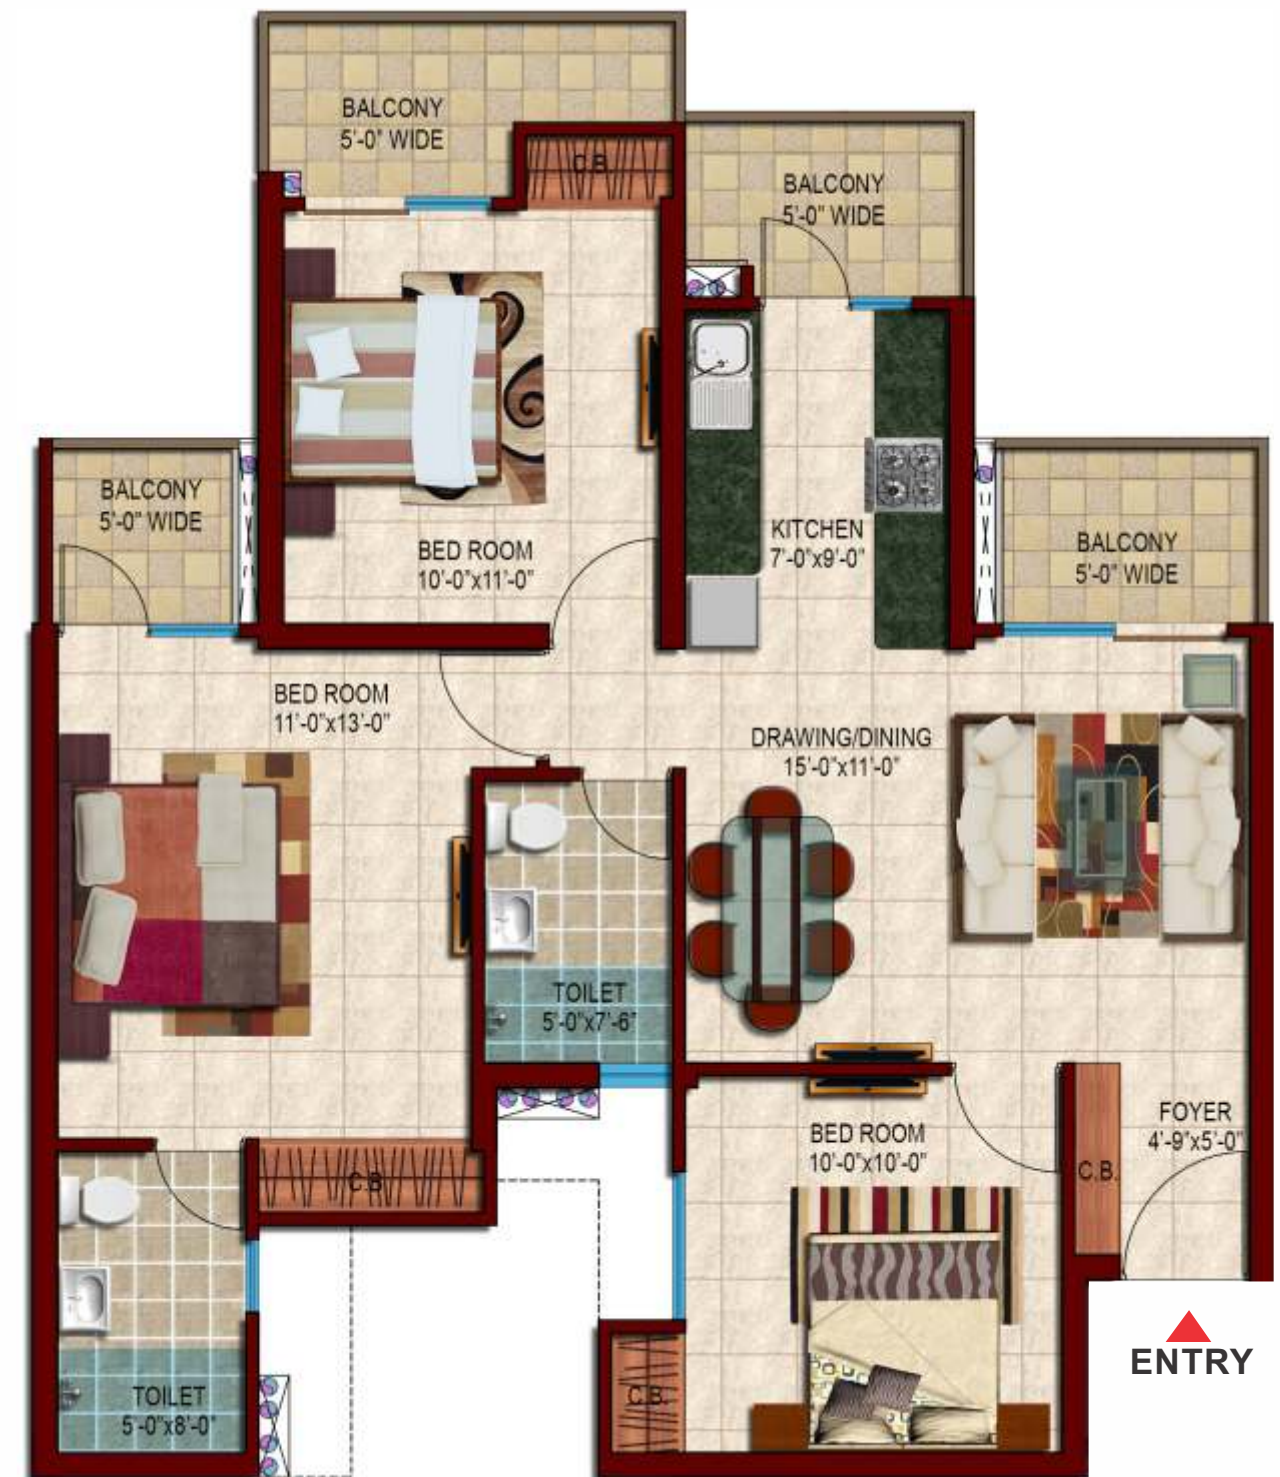 BALCONY
5'-0" WIDE
C.B.
BALCONY
5'-0" WIDE
BALCONY
5'-0" WIDE
BED ROOM
10'-0"x11'-0"
KITCHEN
7'-0"x9'-0"
BALCONY
5'-0" WIDE
BED ROOM
11'-0"x13'-0"
DRAWING/DINING
15'-0"x11'-0"
TOILET
5'-0"x7'-6"
FOYER
4'-9"x5'-0"
BED ROOM
10'-0"x10'-0"
C.B.
C.B.
ENTRY
TOILET
5'-0"x8'-0"
C.B.